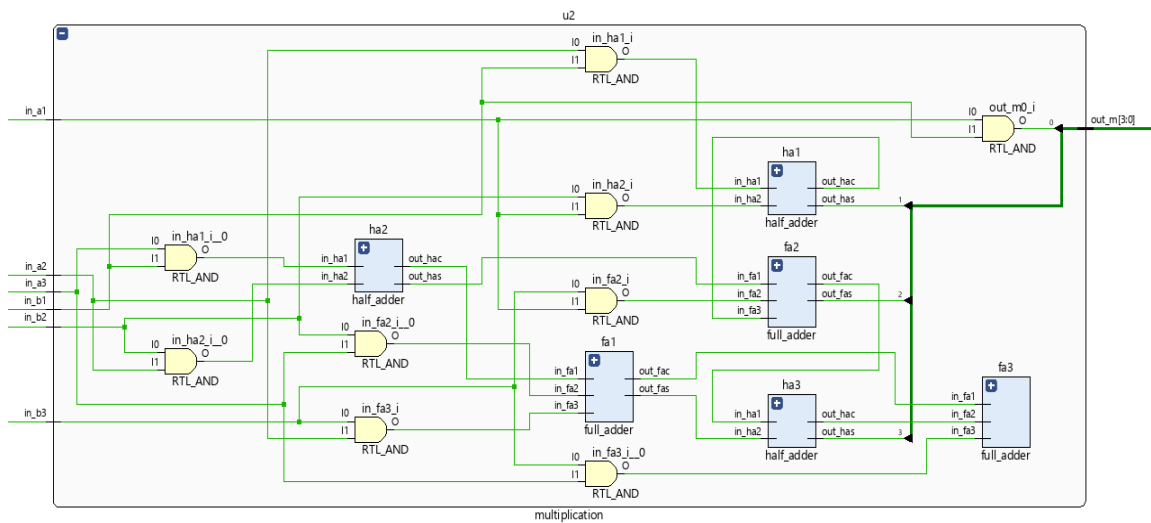 u2
in_ha1_i
I0
O
I1
RTL_AND
in_a1
out_m0_i
I0
O
I1
RTL_AND
0
out_m[3:0]
ha1
in_ha1
out_hac
in_ha2
out_has
half_adder
1
in_ha2_i
I0
O
I1
RTL_AND
in_ha1_i__0
I0
O
I1
RTL_AND
ha2
in_ha1
out_hac
in_ha2
out_has
half_adder
fa2
in_fa1
out_fac
in_fa2
out_fas
in_fa3
full_adder
2
in_fa2_i
I0
O
I1
RTL_AND
in_a2
in_a3
in_b1
in_b2
in_ha2_i__0
I0
O
I1
RTL_AND
in_fa2_i__0
I0
O
I1
RTL_AND
fa1
in_fa1
out_fac
in_fa2
out_fas
in_fa3
full_adder
ha3
in_ha1
out_hac
in_ha2
out_has
half_adder
3
fa3
in_fa1
in_fa2
in_fa3
full_adder
in_b3
in_fa3_i
I0
O
I1
RTL_AND
in_fa3_i__0
I0
O
I1
RTL_AND
multiplication